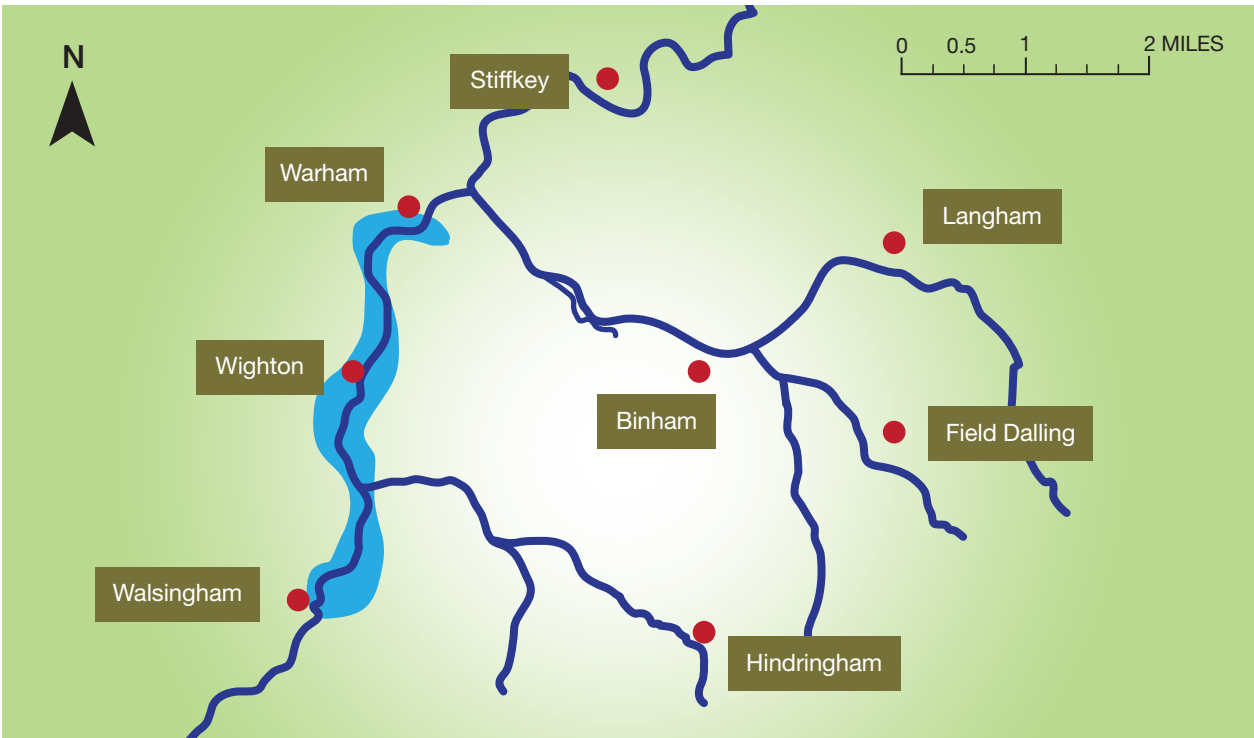 N
0 0.5 1 2 MILES
Stiffkey
Warham
Langham
Wighton
Binham
Field Dalling
Walsingham
Hindringham